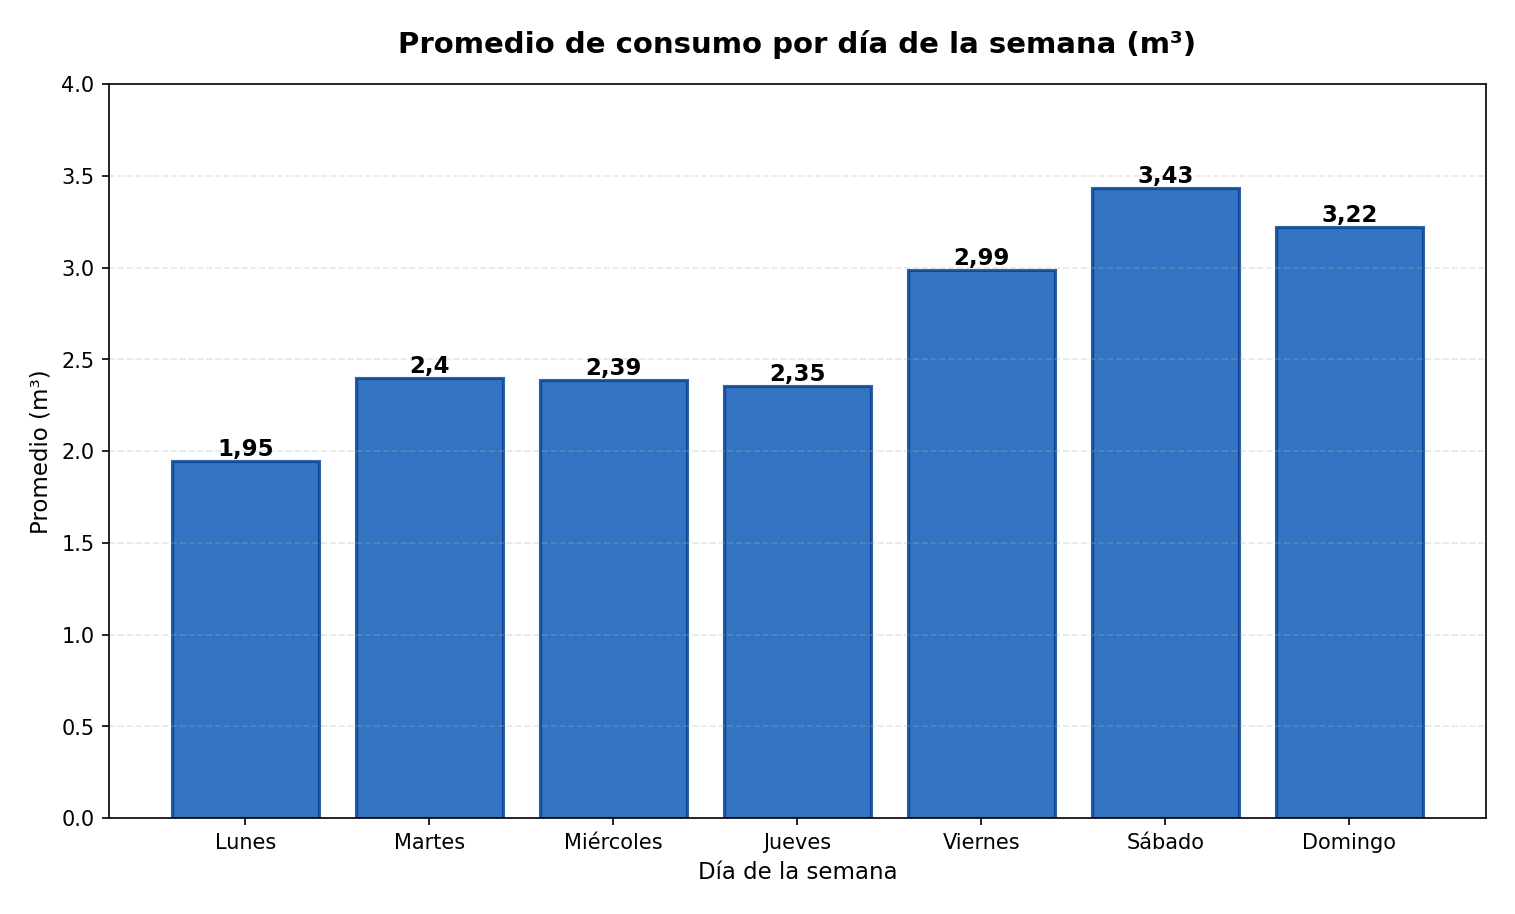 Promedio de consumo por día de la semana (m³)
4.0
3.5
3.0
2.5
2.0
1.5
1.0
0.5
0.0
Promedio (m³)
1,95
2,4
2,39
2,35
2,99
3,43
3,22
Lunes
Martes
Miércoles
Jueves
Viernes
Sábado
Domingo
Día de la semana